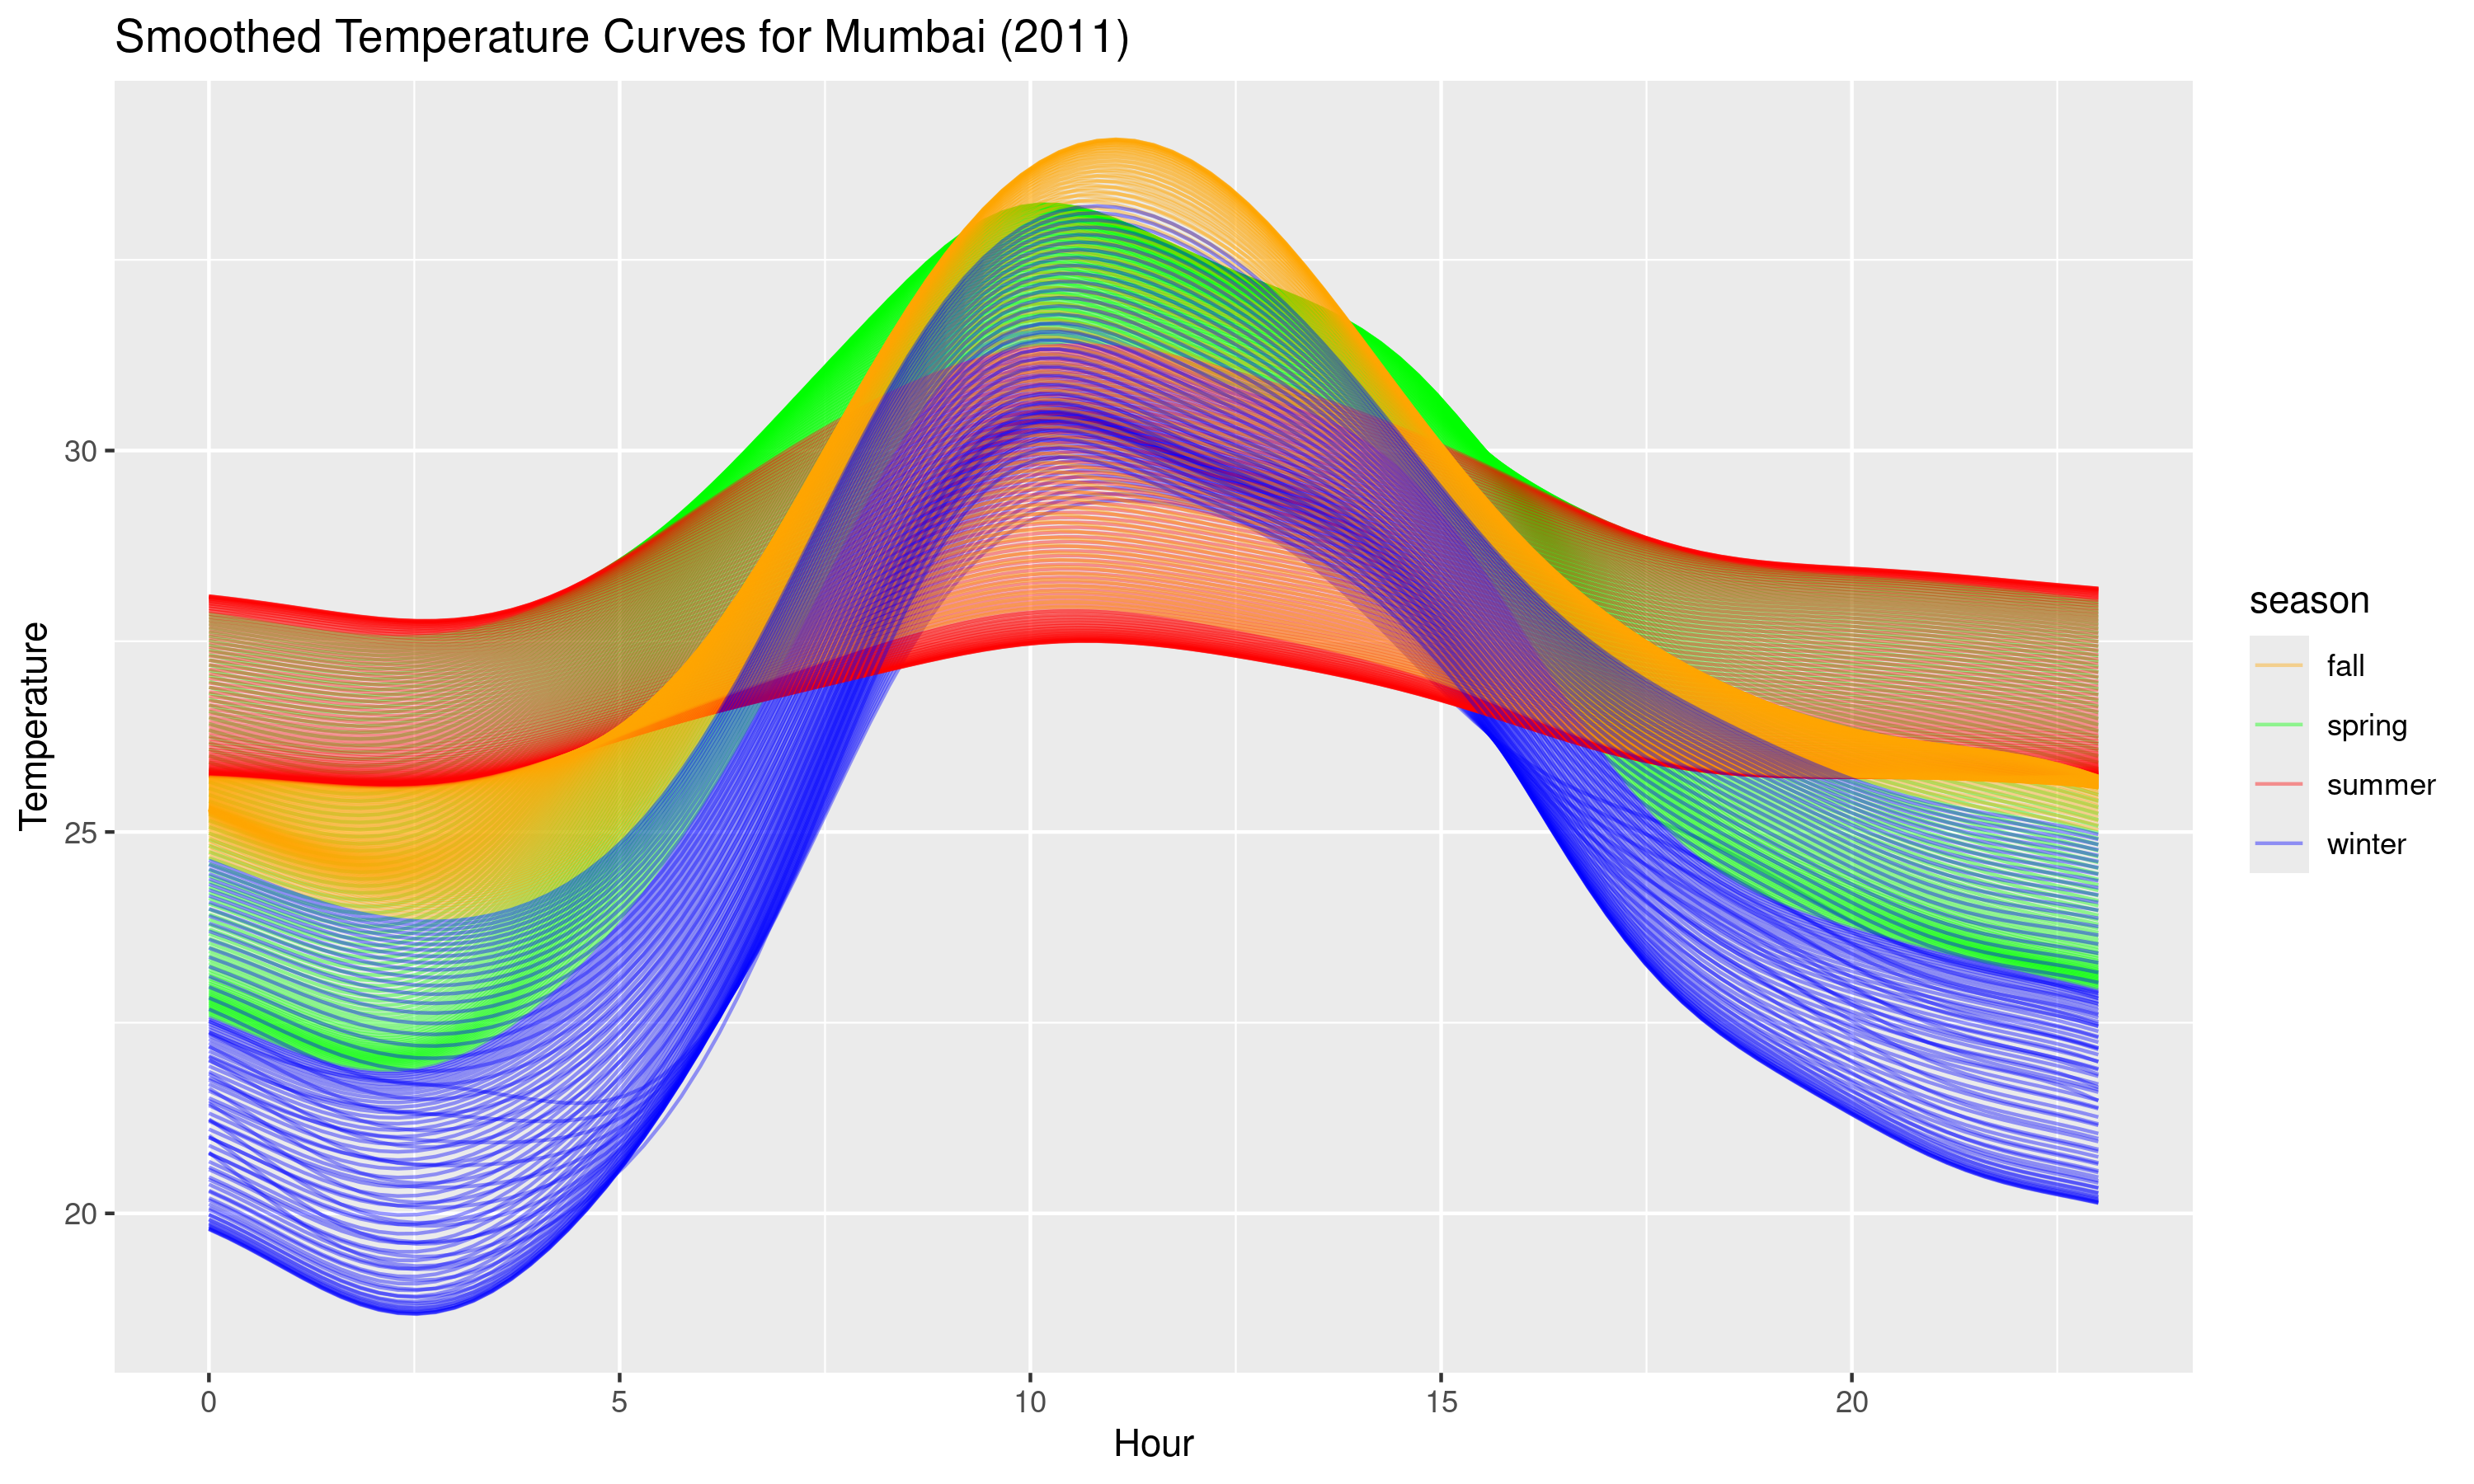 Smoothed Temperature Curves for Mumbai (2011)
Temperature
30
25
20
0 5 10 15 20
Hour
season
fall
spring
summer
winter